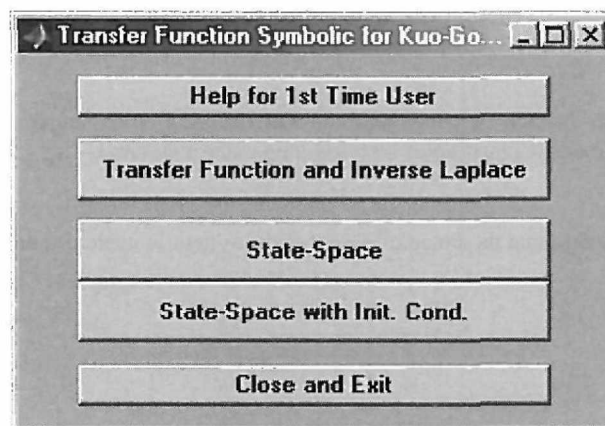 Transfer Function Symbolic for Kuo-Go...
Help for 1st Time User
Transfer Function and Inverse Laplace
State-Space
State-Space with Init. Cond.
Close and Exit